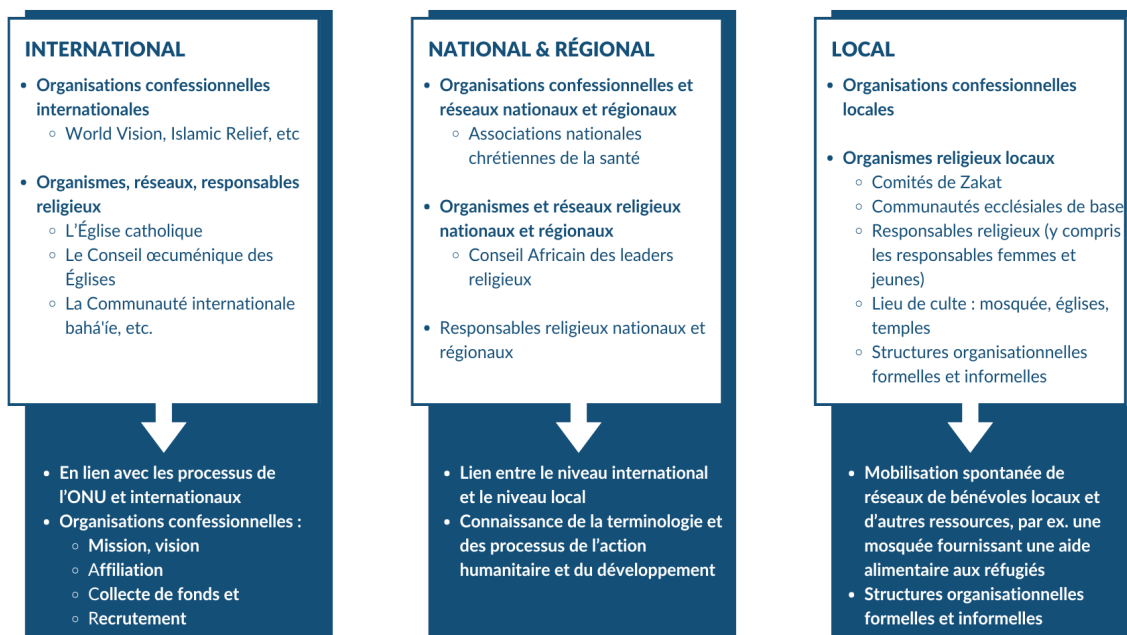 INTERNATIONAL
• Organisations confessionnelles
internationales
◦ World Vision, Islamic Relief, etc
• Organismes, réseaux, responsables
religieux
◦ L'Église catholique
◦ Le Conseil œcuménique des
Églises
◦ La Communauté internationale
bahá'íe, etc.
• En lien avec les processus de
l'ONU et internationaux
• Organisations confessionnelles :
◦ Mission, vision
◦ Affiliation
◦ Collecte de fonds et
◦ Recrutement
NATIONAL & RÉGIONAL
• Organisations confessionnelles et
réseaux nationaux et régionaux
◦ Associations nationales
chrétiennes de la santé
• Organismes et réseaux religieux
nationaux et régionaux
◦ Conseil Africain des leaders
religieux
• Responsables religieux nationaux et
régionaux
• Lien entre le niveau international
et le niveau local
• Connaissance de la terminologie et
des processus de l'action
humanitaire et du développement
LOCAL
• Organisations confessionnelles
locales
• Organismes religieux locaux
◦ Comités de Zakat
◦ Communautés ecclésiales de base
◦ Responsables religieux (y compris
les responsables femmes et
jeunes)
◦ Lieu de culte : mosquée, églises,
temples
◦ Structures organisationnelles
formelles et informelles
• Mobilisation spontanée de
réseaux de bénévoles locaux et
d'autres ressources, par ex. une
mosquée fournissant une aide
alimentaire aux réfugiés
• Structures organisationnelles
formelles et informelles